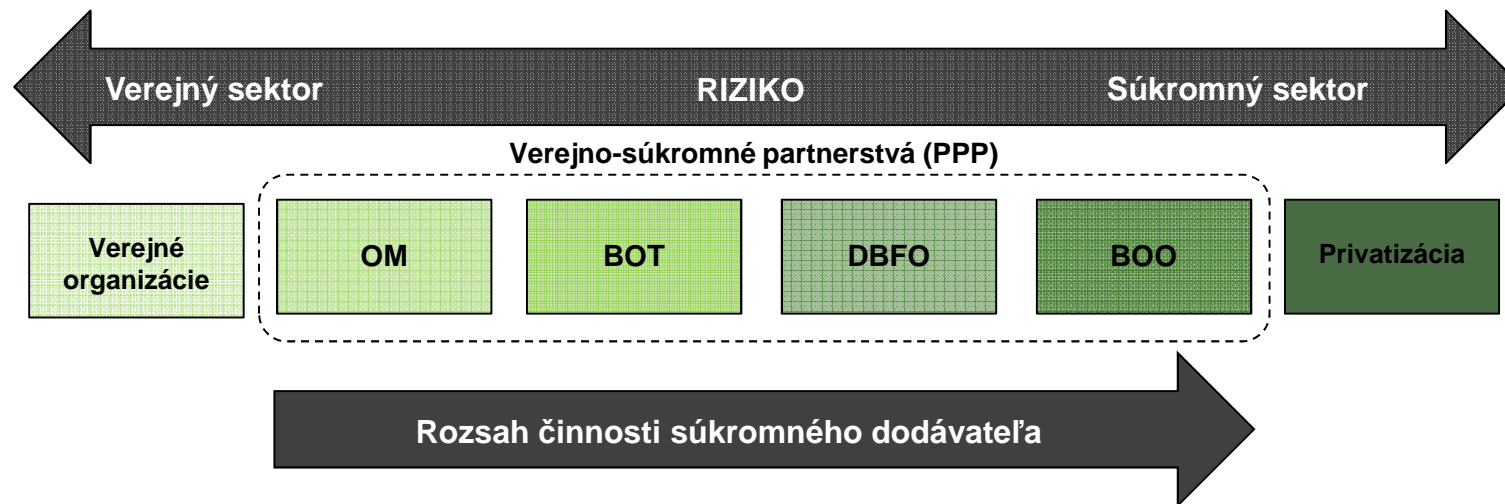 Verejný sektor RIZIKO Súkromný sektor
Verejno-súkromné partnerstvá (PPP)
Verejné
organizácie
OM
BOT
DBFO
BOO
Privatizácia
Rozsah činnosti súkromného dodávateľa